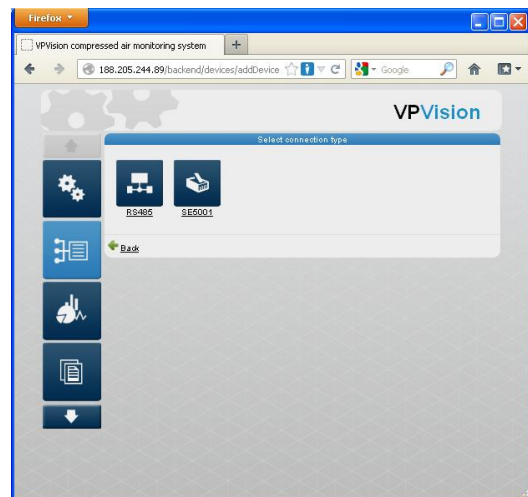 Firefox
VPVision compressed air monitoring system
188.205.244.89/backend/devices/addDevice
Google
VPVision
Select connection type
RS485
SE5001
Back